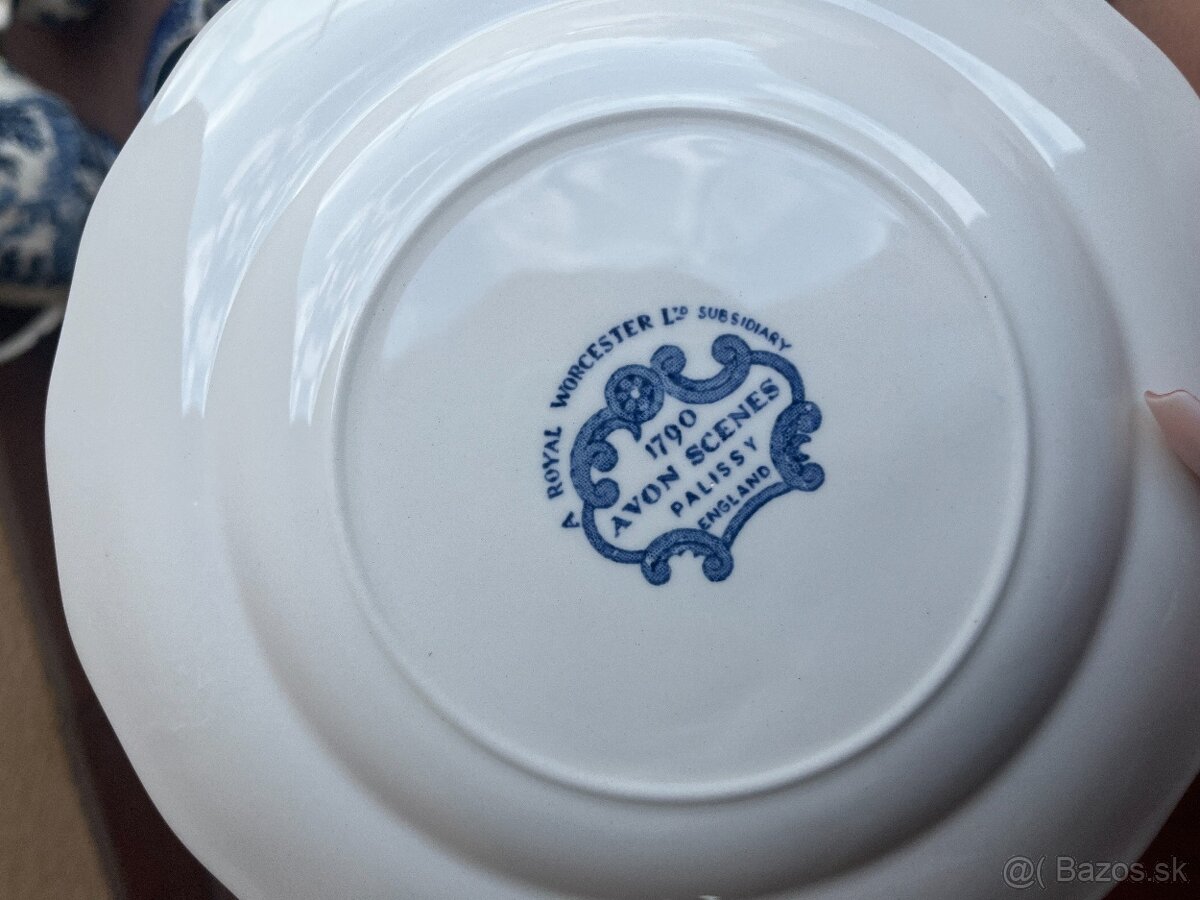 A ROYAL WORCESTER LTD SUBSIDIARY
1790
AVON SCENES
PALISSY
ENGLAND
@( Bazos.sk